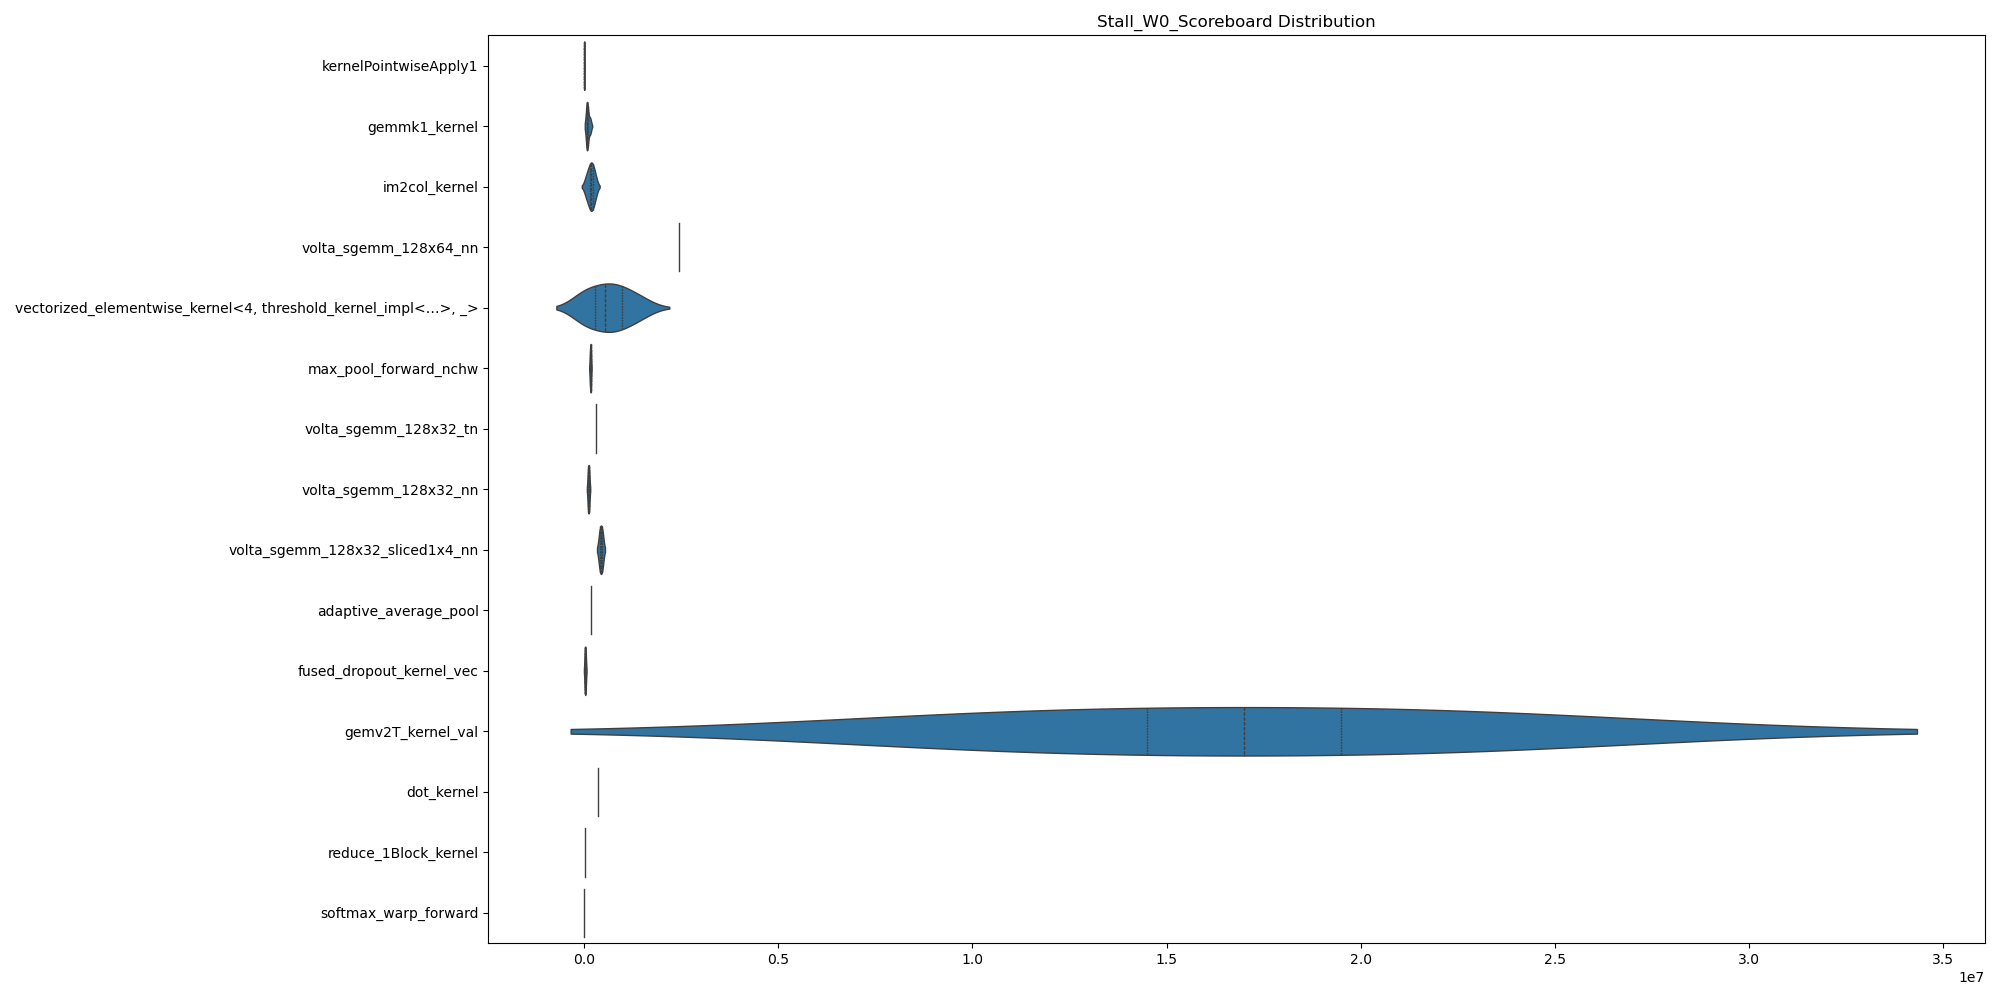 Stall_W0_Scoreboard Distribution
kernelPointwiseApply1
gemmk1_kernel
im2col_kernel
volta_sgemm_128x64_nn
vectorized_elementwise_kernel<4, threshold_kernel_impl<...>, _>
max_pool_forward_nchw
volta_sgemm_128x32_tn
volta_sgemm_128x32_nn
volta_sgemm_128x32_sliced1x4_nn
adaptive_average_pool
fused_dropout_kernel_vec
gemv2T_kernel_val
dot_kernel
reduce_1Block_kernel
softmax_warp_forward
0.0 0.5 1.0 1.5 2.0 2.5 3.0 3.5
1e7